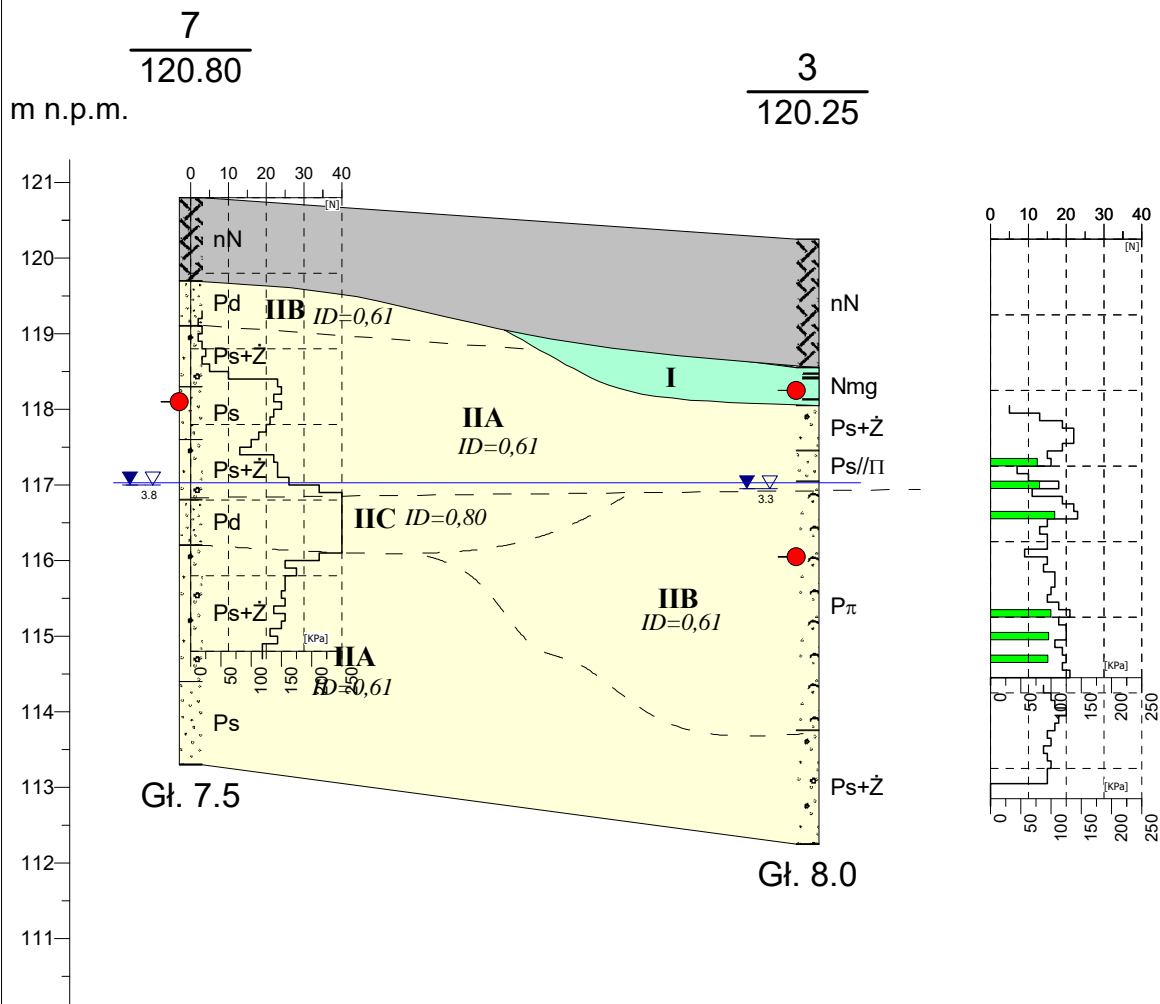 7
120.80
3
120.25
m n.p.m.
121
120
119
118
117
116
115
114
113
112
111
0 10 20 30 40
[N]
nN
Pd
IIB ID=0,61
Ps+Ż
Ps
Ps+Ż
3.8
Pd
IIC ID=0,80
Ps+Ż
[KPa]
0 50 100 150 200 250
IIA
ID=0,61
Ps
Gł. 7.5
IIA
ID=0,61
I
IIB
ID=0,61
nN
Nmg
Ps+Ż
Ps//Π
3.3
Pπ
Ps+Ż
Gł. 8.0
0 10 20 30 40
[N]
[KPa]
0 50 100 150 200 250
[KPa]
0 50 100 150 200 250